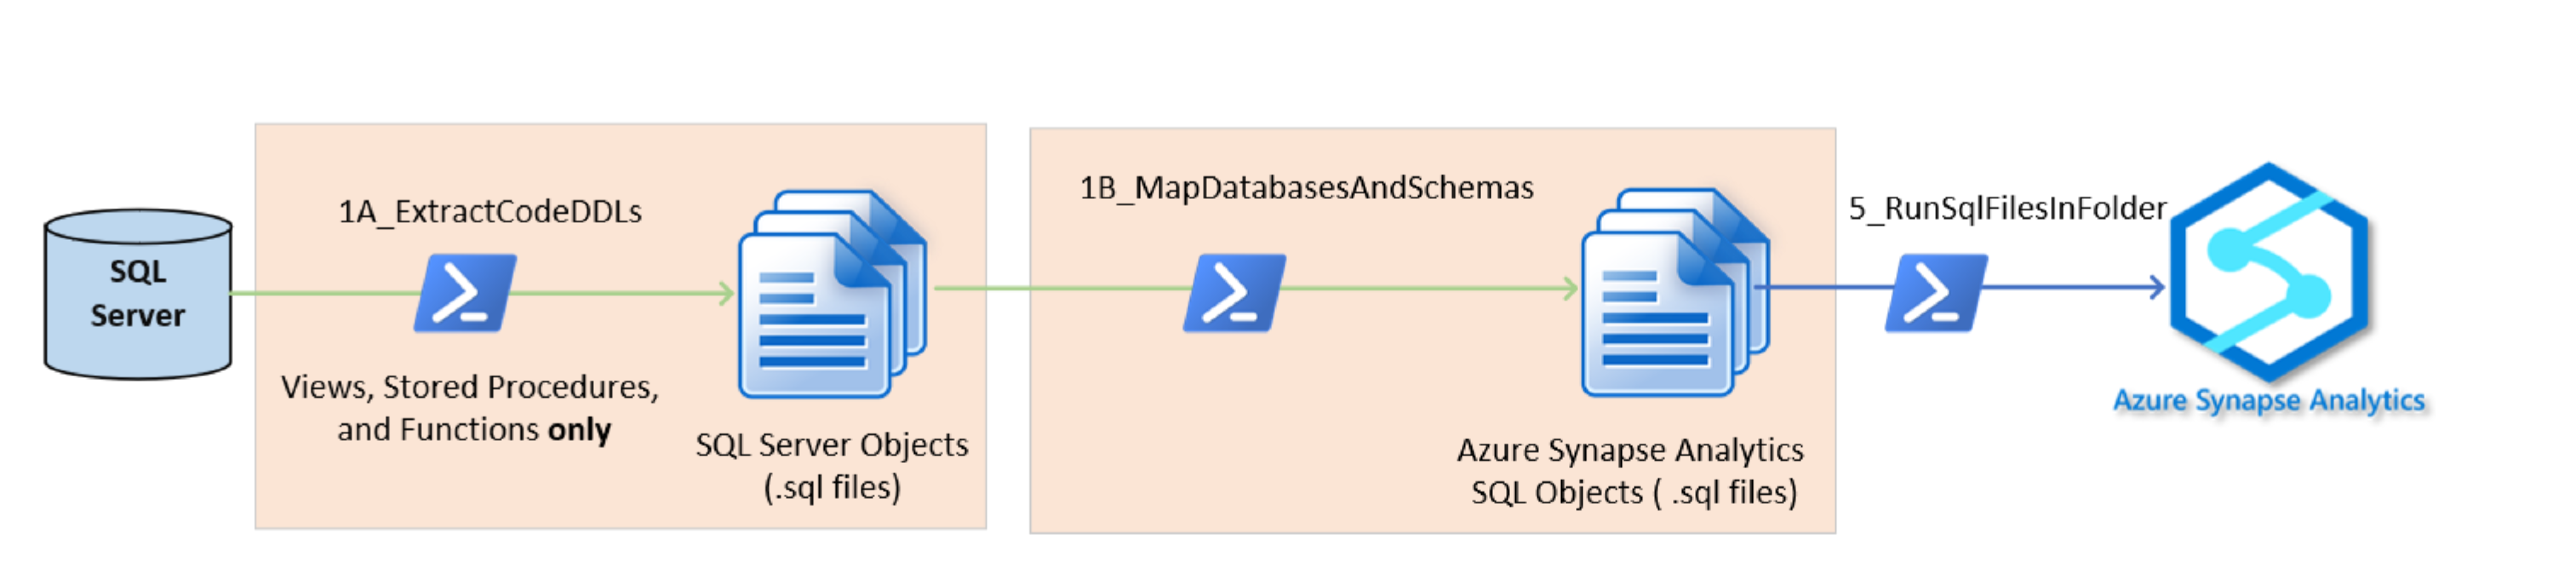 SQL
Server
1A_ExtractCodeDDLs
Views, Stored Procedures,
and Functions only
SQL Server Objects
(.sql files)
1B_MapDatabasesAndSchemas
Azure Synapse Analytics
SQL Objects ( .sql files)
5_RunSqlFilesInFolder
Azure Synapse Analytics